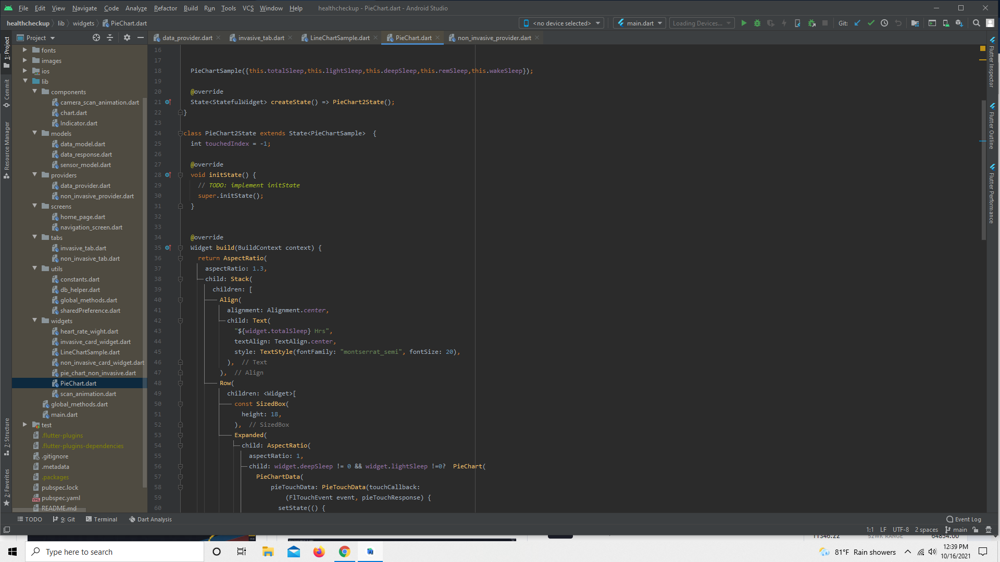 File Edit View Navigate Code Analyze Refactor Build Run Tools VCS Window Help healthcheckup - PieChart.dart - Android Studio
healthcheckup lib widgets PieChart.dart <no device selected> main.dart Loading Devices... Git:
Project data_provider.dart invasive_tab.dart LineChartSample.dart PieChart.dart non_invasive_provider.dart
1: Project
Commit
Resource Manager
7: Structure
2: Favorites
fonts
images
ios
lib
components
camera_scan_animation.dart
chart.dart
Indicator.dart
models
data_model.dart
data_response.dart
sensor_model.dart
providers
data_provider.dart
non_invasive_provider.dart
screens
home_page.dart
navigation_screen.dart
tabs
invasive_tab.dart
non_invasive_tab.dart
utils
constants.dart
db_helper.dart
global_methods.dart
sharedPreference.dart
widgets
heart_rate_wight.dart
invasive_card_widget.dart
LineChartSample.dart
non_invasive_card_widget.dart
pie_chart_non_invasive.dart
PieChart.dart
scan_animation.dart
global_methods.dart
main.dart
test
.flutter-plugins
.flutter-plugins-dependencies
.gitignore
.metadata
.packages
pubspec.lock
pubspec.yaml
README.md
16
17
18 PieChartSample({this.totalSleep,this.lightSleep,this.deepSleep,this.remSleep,this.wakeSleep});
19
20 @override
21 State<StatefulWidget> createState() => PieChart2State();
22 }
23
24 class PieChart2State extends State<PieChartSample>  {
25 int touchedIndex = -1;
26
27 @override
28 void initState() {
29 // TODO: implement initState
30 super.initState();
31 }
32
33
34 @override
35 Widget build(BuildContext context) {
36 return AspectRatio(
37 aspectRatio: 1.3,
38 child: Stack(
39 children: [
40 Align(
41 alignment: Alignment.center,
42 child: Text(
43 "${widget.totalSleep} Hrs",
44 textAlign: TextAlign.center,
45 style: TextStyle(fontFamily: "montserrat_semi", fontSize: 20),
46 ), // Text
47 ), // Align
48 Row(
49 children: <Widget>[
50 const SizedBox(
51 height: 18,
52 ), // SizedBox
53 Expanded(
54 child: AspectRatio(
55 aspectRatio: 1,
56 child: widget.deepSleep != 0 && widget.lightSleep !=0?  PieChart(
57 PieChartData(
58 pieTouchData: PieTouchData(touchCallback:
59 (FlTouchEvent event, pieTouchResponse) {
60 setState(() {
Flutter Inspector
Flutter Outline
Flutter Performance
TODO 9: Git Terminal Dart Analysis Event Log
1:1 LF UTF-8 2 spaces main
11346.22 52WK RANGE 64854.00
Type here to search 81°F Rain showers 12:39 PM
10/16/2021